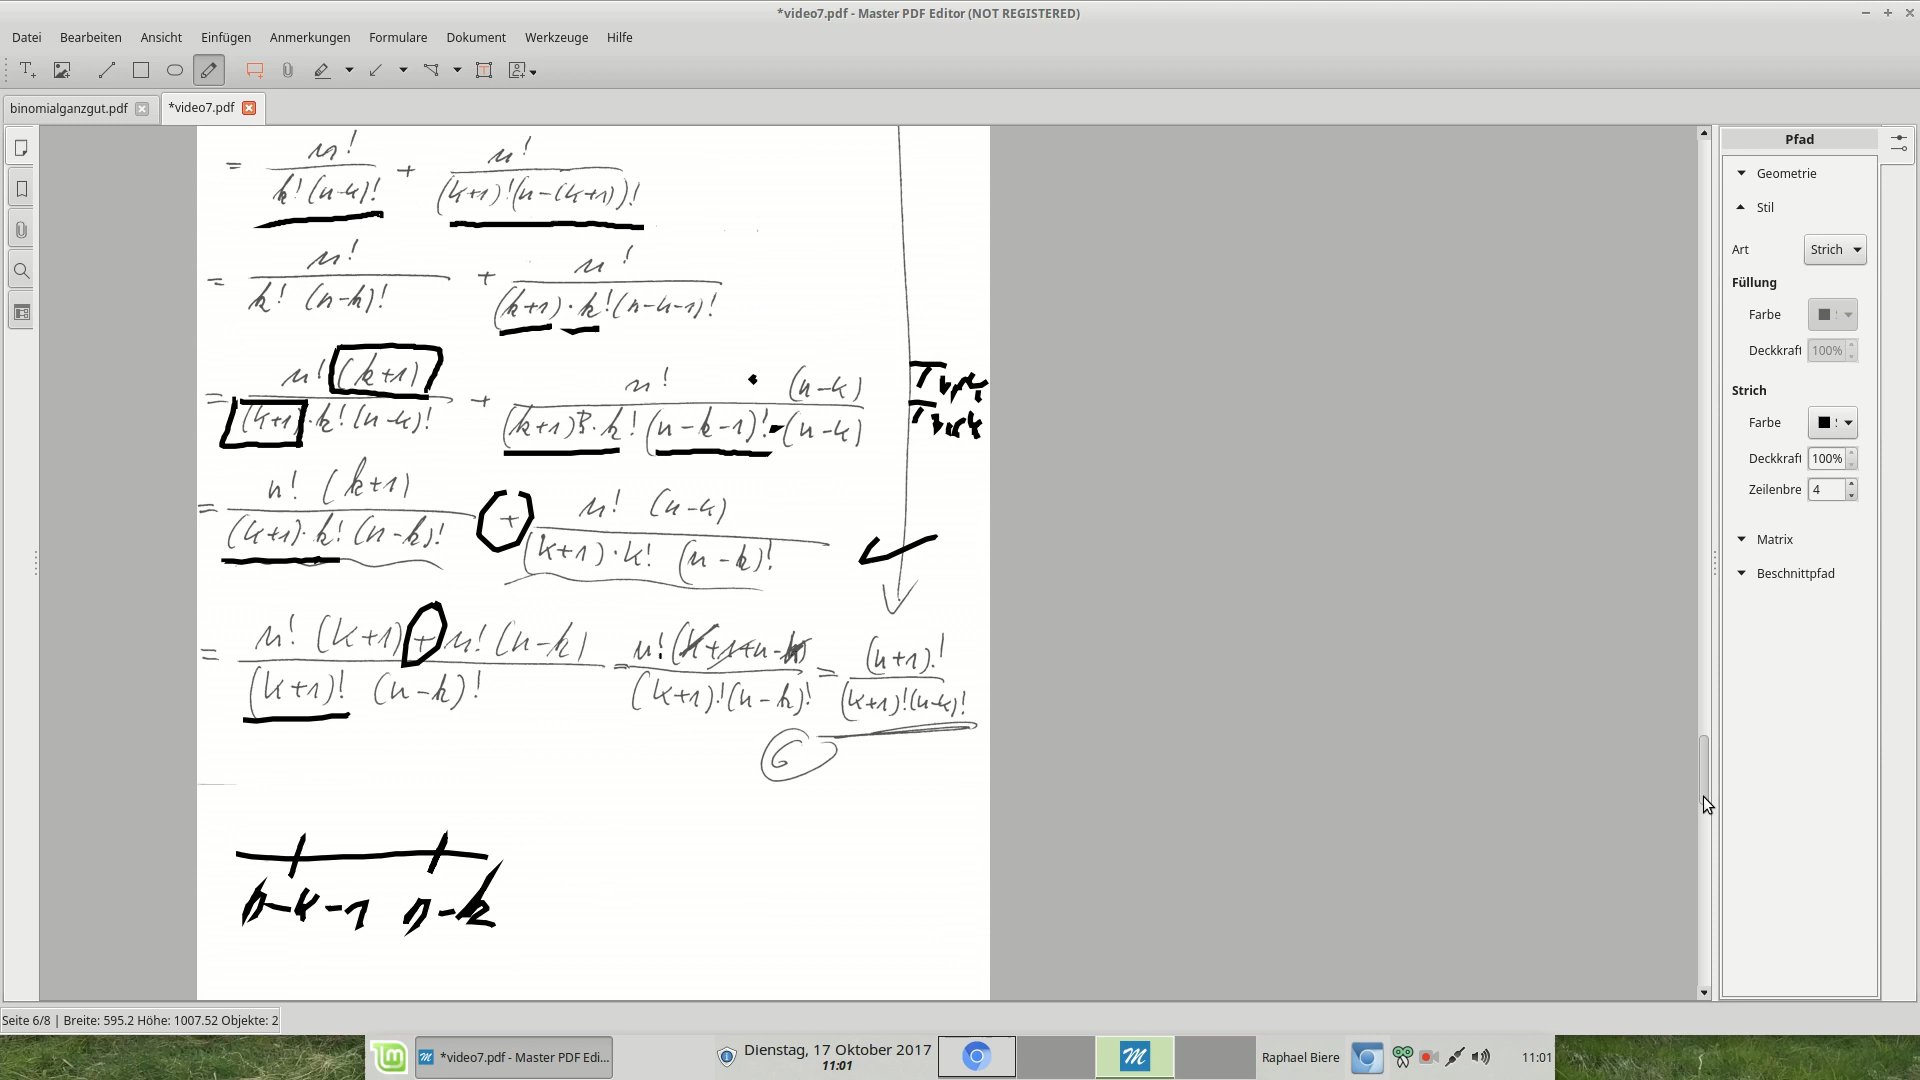 *video7.pdf - Master PDF Editor (NOT REGISTERED)
Datei Bearbeiten Ansicht Einfügen Anmerkungen Formulare Werkzeuge Dokument Hilfe
binomialganzgut.pdf *video7.pdf
= n! / k!(n-k)! + n! / (k+1)!(n-(k+1))!
= n! / k! (n-k)! + n! / (k+1)·k!(n-k-1)!
= n! (k+1) / (k+1)·k!(n-k)! + n! · (n-k) / (k+1)·k!(n-k-1)!·(n-k)
Trick
Trick
= n! (k+1) / (k+1)·k!(n-k)! + n! (n-k) / (k+1)·k! (n-k)!
= n! (k+1) + n! (n-k) / (k+1)! (n-k)! = n!(k+1+n-k) / (k+1)!(n-k)! = (n+1)! / (k+1)!(n-k)!
6
n-k-1 n-k
Pfad
Geometrie
Stil
Art Strich
Füllung
Farbe
Deckkraft 100%
Strich
Farbe
Deckkraft 100%
Zeilenbre 4
Matrix
Beschnittpfad
Seite 6/8 | Breite: 595.2 Höhe: 1007.52 Objekte: 2
*video7.pdf - Master PDF Edi...
Dienstag, 17 Oktober 2017
11:01
Raphael Biere
11:01